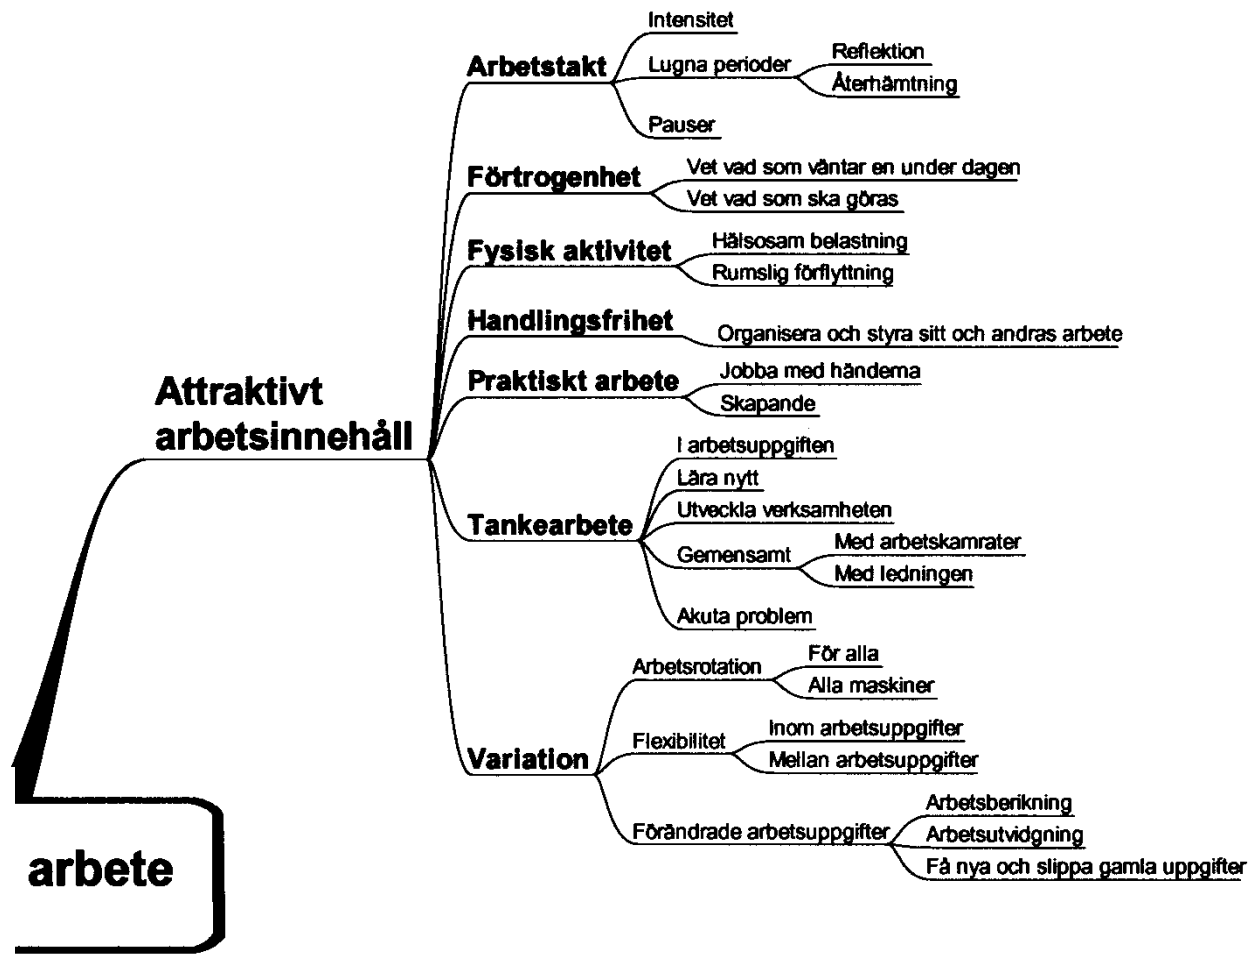 Intensitet
Arbetstakt
Lugna perioder
Reflektion
Återhämtning
Pauser
Förtrogenhet
Vet vad som väntar en under dagen
Vet vad som ska göras
Fysisk aktivitet
Hälsosam belastning
Rumslig förflyttning
Handlingsfrihet
Organisera och styra sitt och andras arbete
Praktiskt arbete
Jobba med händerna
Skapande
Attraktivt
arbetsinnehåll
Tankearbete
I arbetsuppgiften
Lära nytt
Utveckla verksamheten
Gemensamt
Med arbetskamrater
Med ledningen
Akuta problem
Variation
Arbetsrotation
För alla
Alla maskiner
Flexibilitet
Inom arbetsuppgifter
Mellan arbetsuppgifter
Förändrade arbetsuppgifter
Arbetsberikning
Arbetsutvidgning
Få nya och slippa gamla uppgifter
arbete